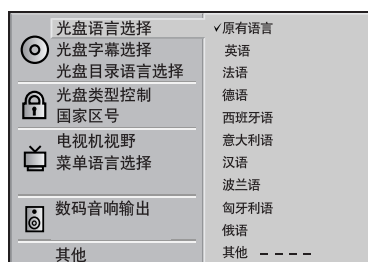 光盘语言选择
光盘字幕选择
光盘目录语言选择
光盘类型控制
国家区号
电视机视野
菜单语言选择
数码音响输出
其他
✓原有语言
英语
法语
德语
西班牙语
意大利语
汉语
波兰语
匈牙利语
俄语
其他 – – – –